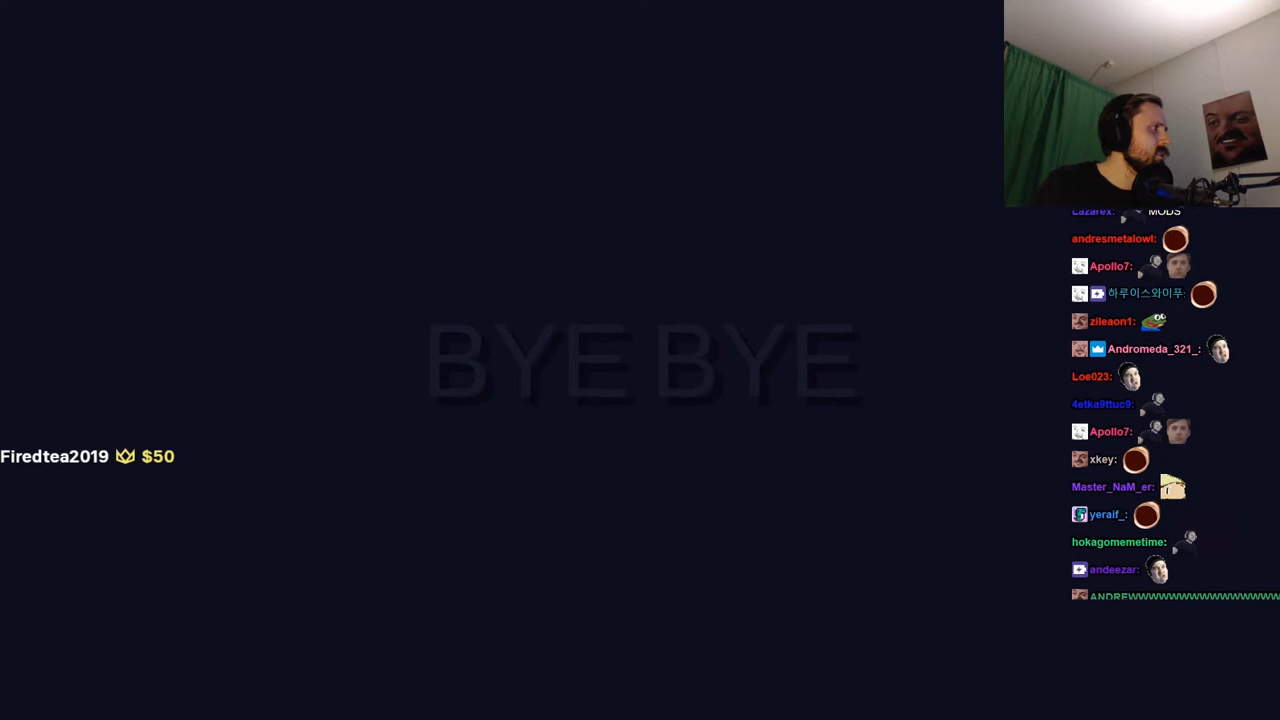 BYE BYE
Firedtea2019 $50
Lazarex: MODS
andresmetalowl:
Apollo7:
하루이스와이푸:
zileaon1:
Andromeda_321_:
Loe023:
4etka9ttuc9:
Apollo7:
xkey:
Master_NaM_er:
yeraif_:
hokagomemetime:
andeezar: